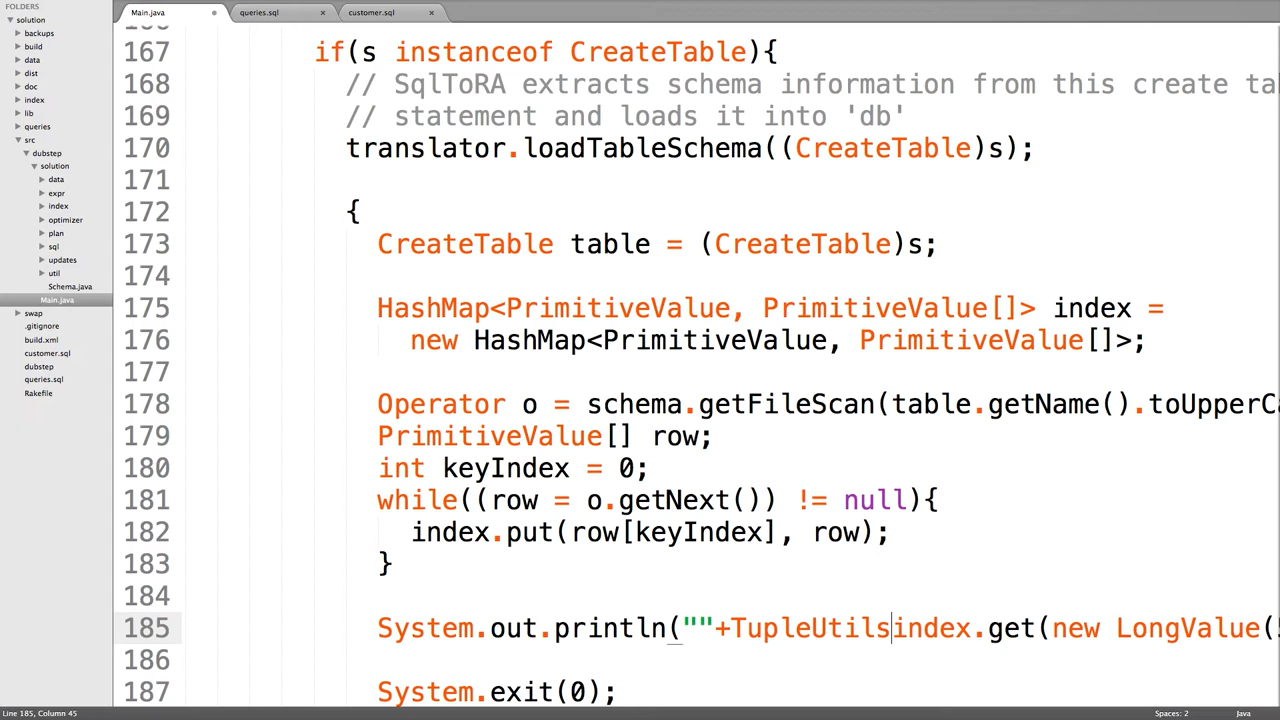 Main.java
queries.sql ×
customer.sql ×
FOLDERS
solution
backups
build
data
dist
doc
index
lib
queries
src
dubstep
solution
data
expr
index
optimizer
plan
sql
updates
util
Schema.java
Main.java
swap
.gitignore
build.xml
customer.sql
dubstep
queries.sql
Rakefile
167 if(s instanceof CreateTable){
168 // SqlToRA extracts schema information from this create ta
169 // statement and loads it into 'db'
170 translator.loadTableSchema((CreateTable)s);
171
172 {
173 CreateTable table = (CreateTable)s;
174
175 HashMap<PrimitiveValue, PrimitiveValue[]> index =
176 new HashMap<PrimitiveValue, PrimitiveValue[]>;
177
178 Operator o = schema.getFileScan(table.getName().toUpperCa
179 PrimitiveValue[] row;
180 int keyIndex = 0;
181 while((row = o.getNext()) != null){
182 index.put(row[keyIndex], row);
183 }
184
185 System.out.println(""+TupleUtilsindex.get(new LongValue(
186
187 System.exit(0);
Line 185, Column 45
Spaces: 2
Java